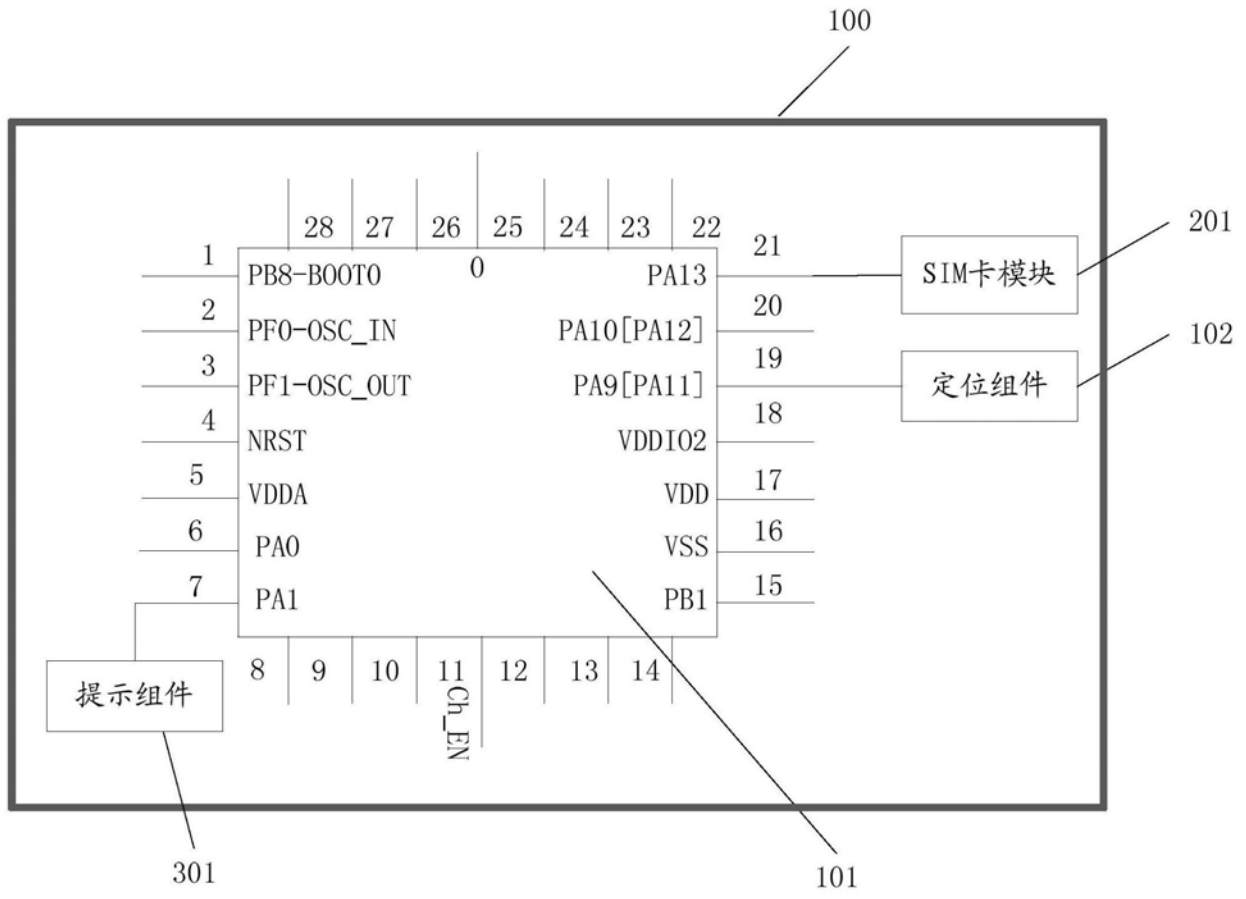 100
28 27 26 25 24 23 22
0
1 PB8-BOOT0
PA13 21
SIM卡模块
201
2 PF0-OSC_IN
PA10[PA12] 20
3 PF1-OSC_OUT
PA9[PA11] 19
定位组件
102
4 NRST
VDDIO2 18
5 VDDA
VDD 17
6 PA0
VSS 16
7 PA1
PB1 15
8 9 10 11 12 13 14
Ch_EN
提示组件
301
101